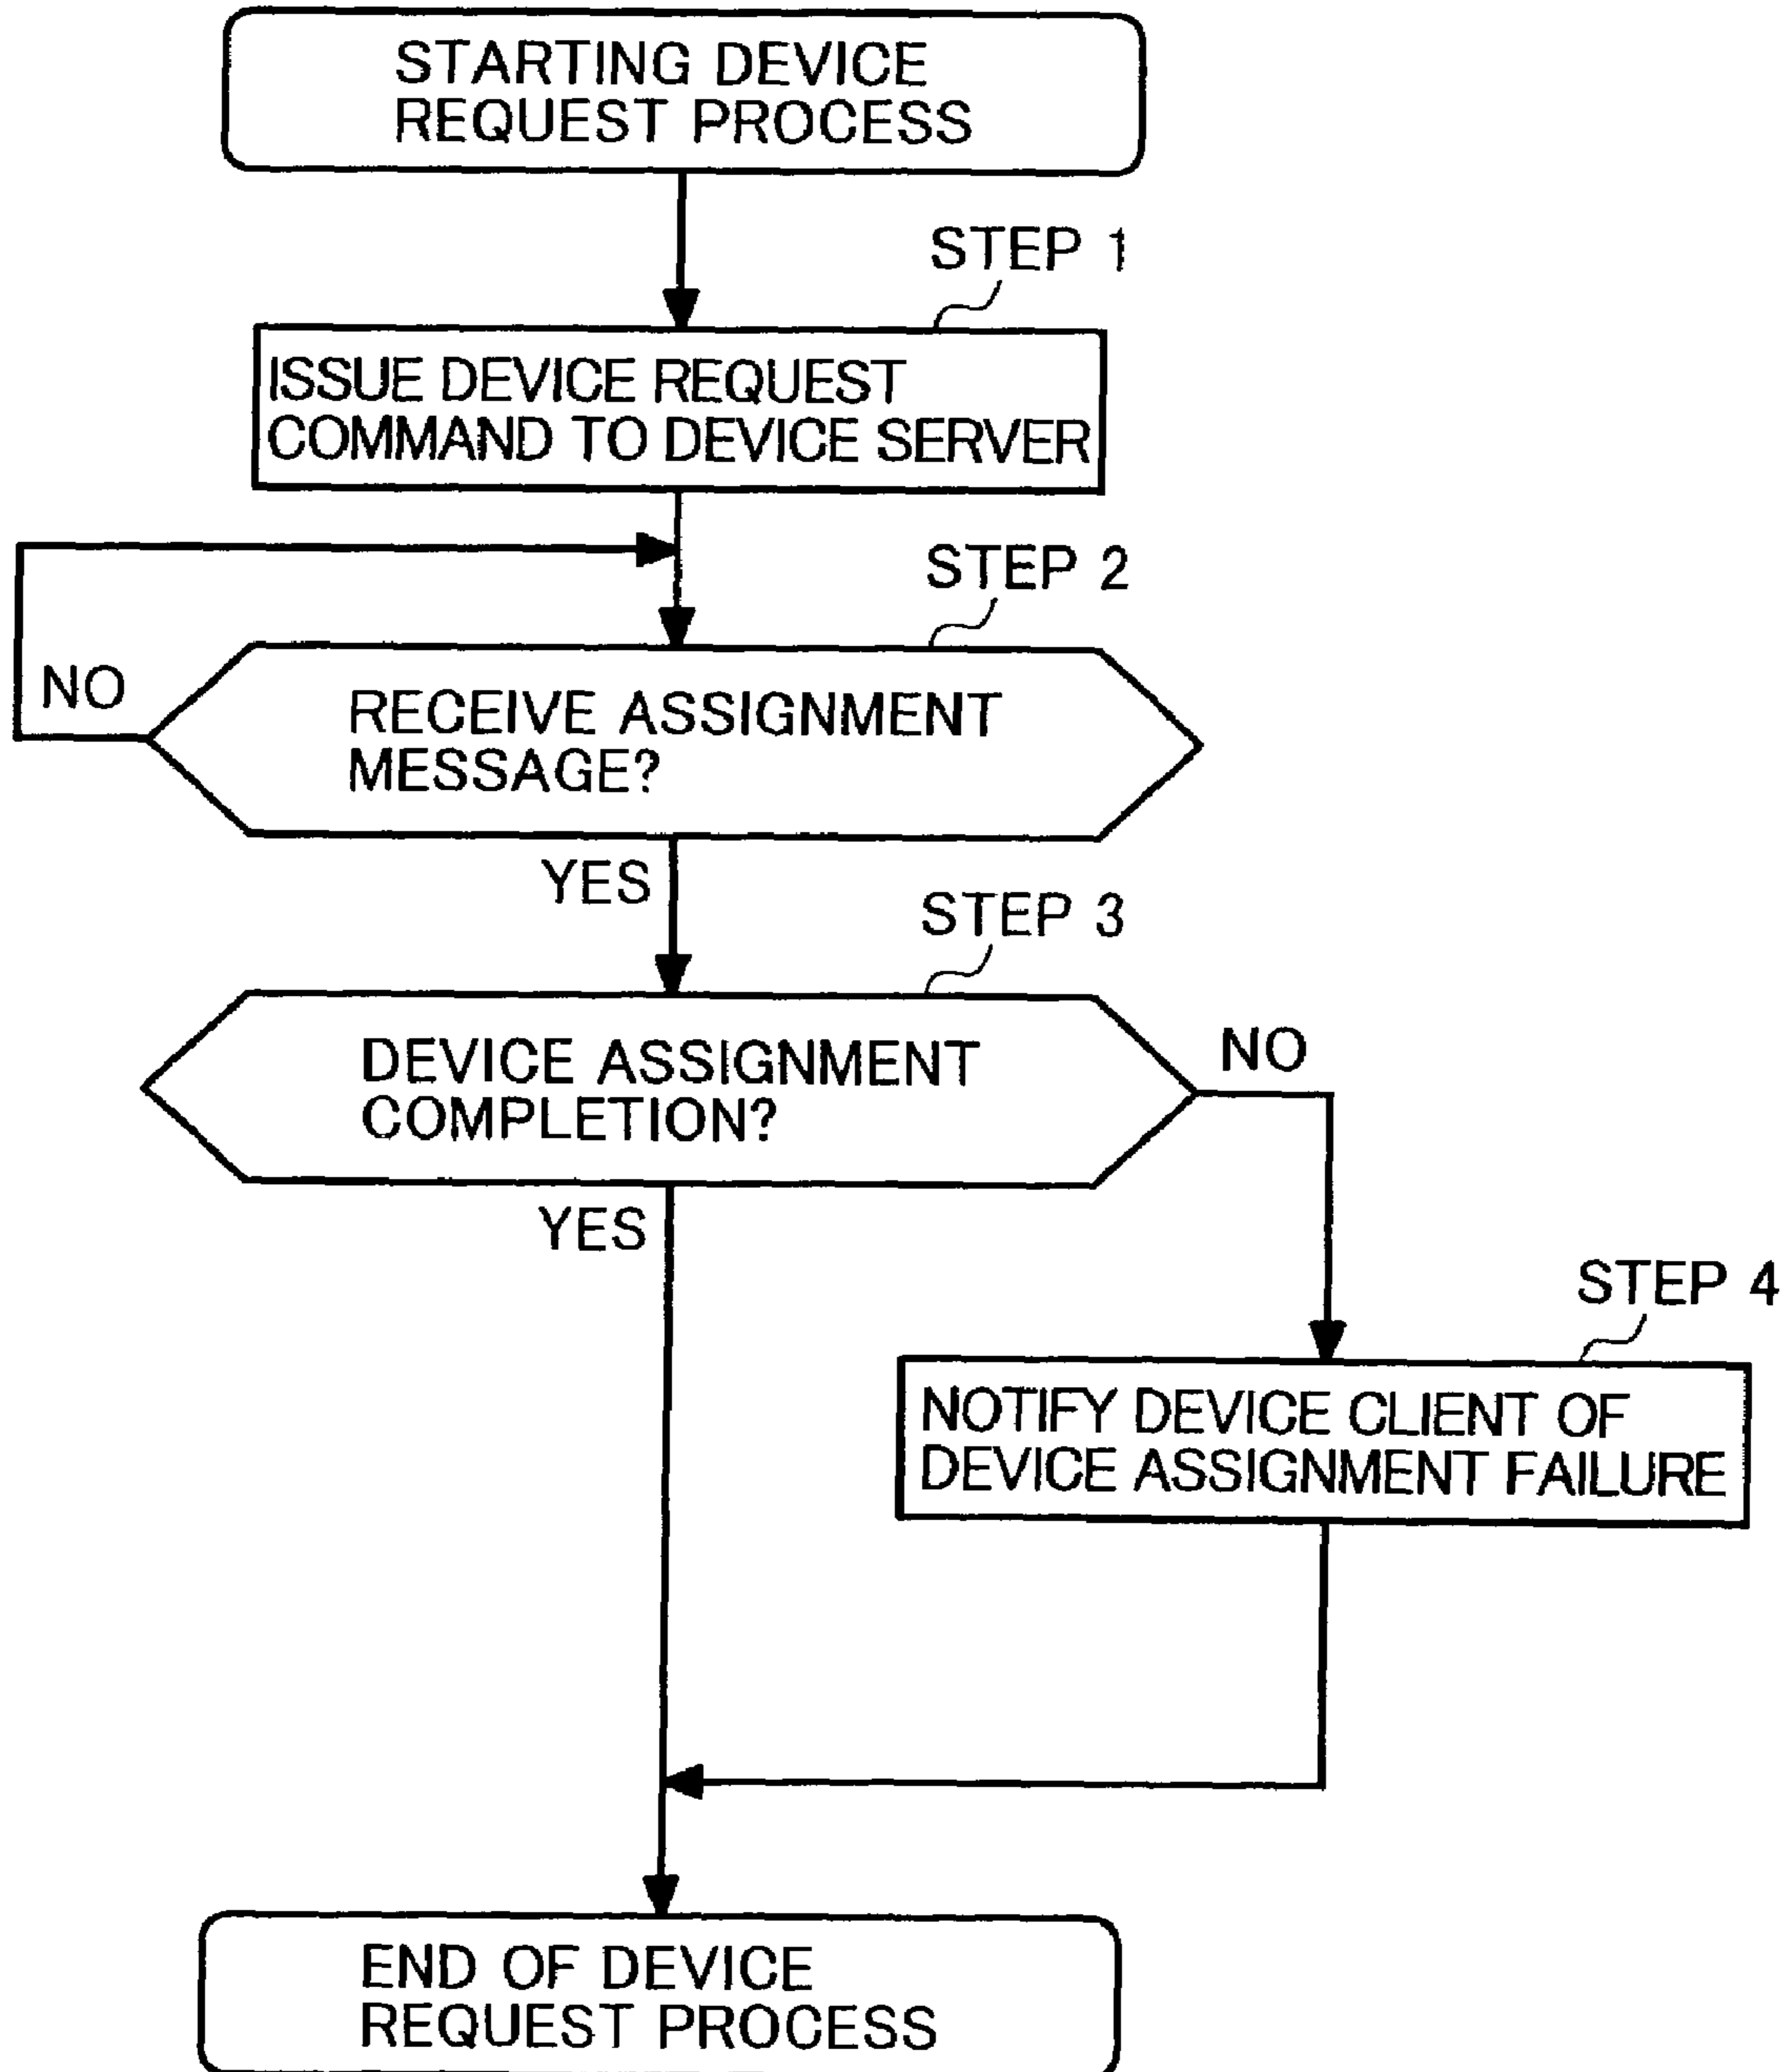 STARTING DEVICE
REQUEST PROCESS
STEP 1
ISSUE DEVICE REQUEST
COMMAND TO DEVICE SERVER
STEP 2
NO
RECEIVE ASSIGNMENT
MESSAGE?
YES
STEP 3
DEVICE ASSIGNMENT
COMPLETION?
NO
YES
STEP 4
NOTIFY DEVICE CLIENT OF
DEVICE ASSIGNMENT FAILURE
END OF DEVICE
REQUEST PROCESS